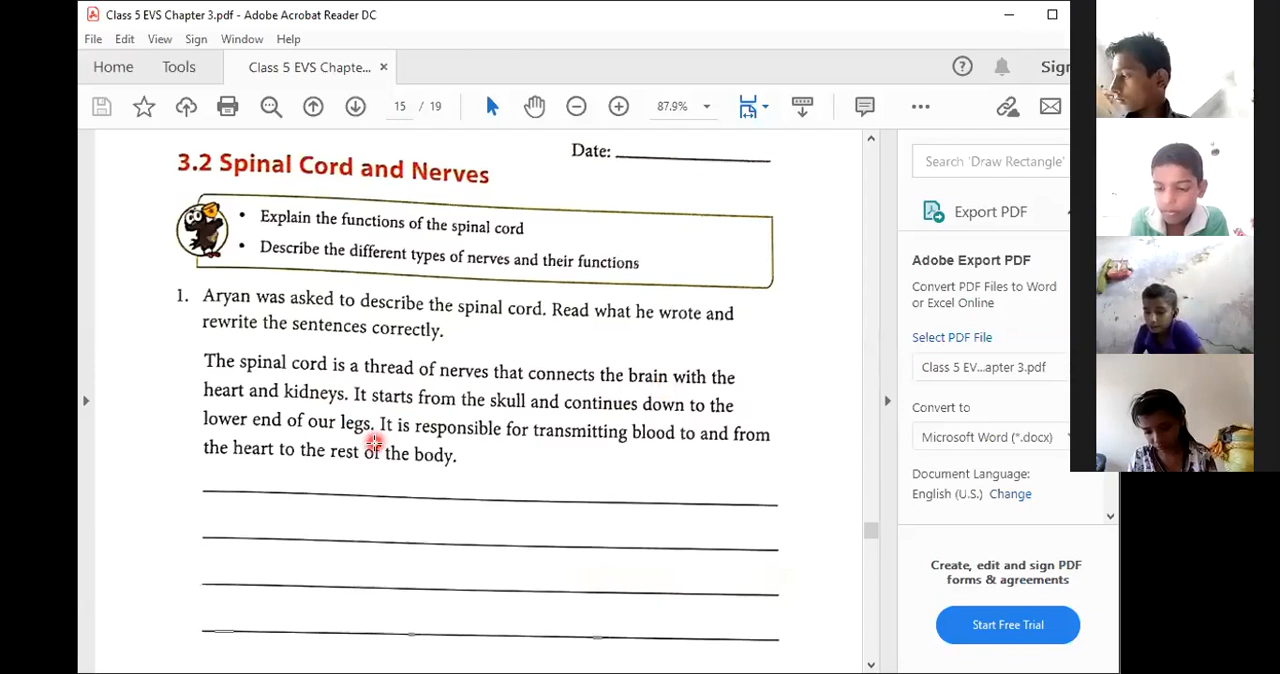 Class 5 EVS Chapter 3.pdf - Adobe Acrobat Reader DC
File Edit View Sign Window Help
Home Tools Class 5 EVS Chapte... Sign
15 / 19 87.9%
Date:
3.2 Spinal Cord and Nerves
• Explain the functions of the spinal cord
• Describe the different types of nerves and their functions
1. Aryan was asked to describe the spinal cord. Read what he wrote and
rewrite the sentences correctly.
The spinal cord is a thread of nerves that connects the brain with the
heart and kidneys. It starts from the skull and continues down to the
lower end of our legs. It is responsible for transmitting blood to and from
the heart to the rest of the body.
Search 'Draw Rectangle'
Export PDF
Adobe Export PDF
Convert PDF Files to Word
or Excel Online
Select PDF File
Class 5 EV...apter 3.pdf
Convert to
Microsoft Word (*.docx)
Document Language:
English (U.S.) Change
Create, edit and sign PDF
forms & agreements
Start Free Trial